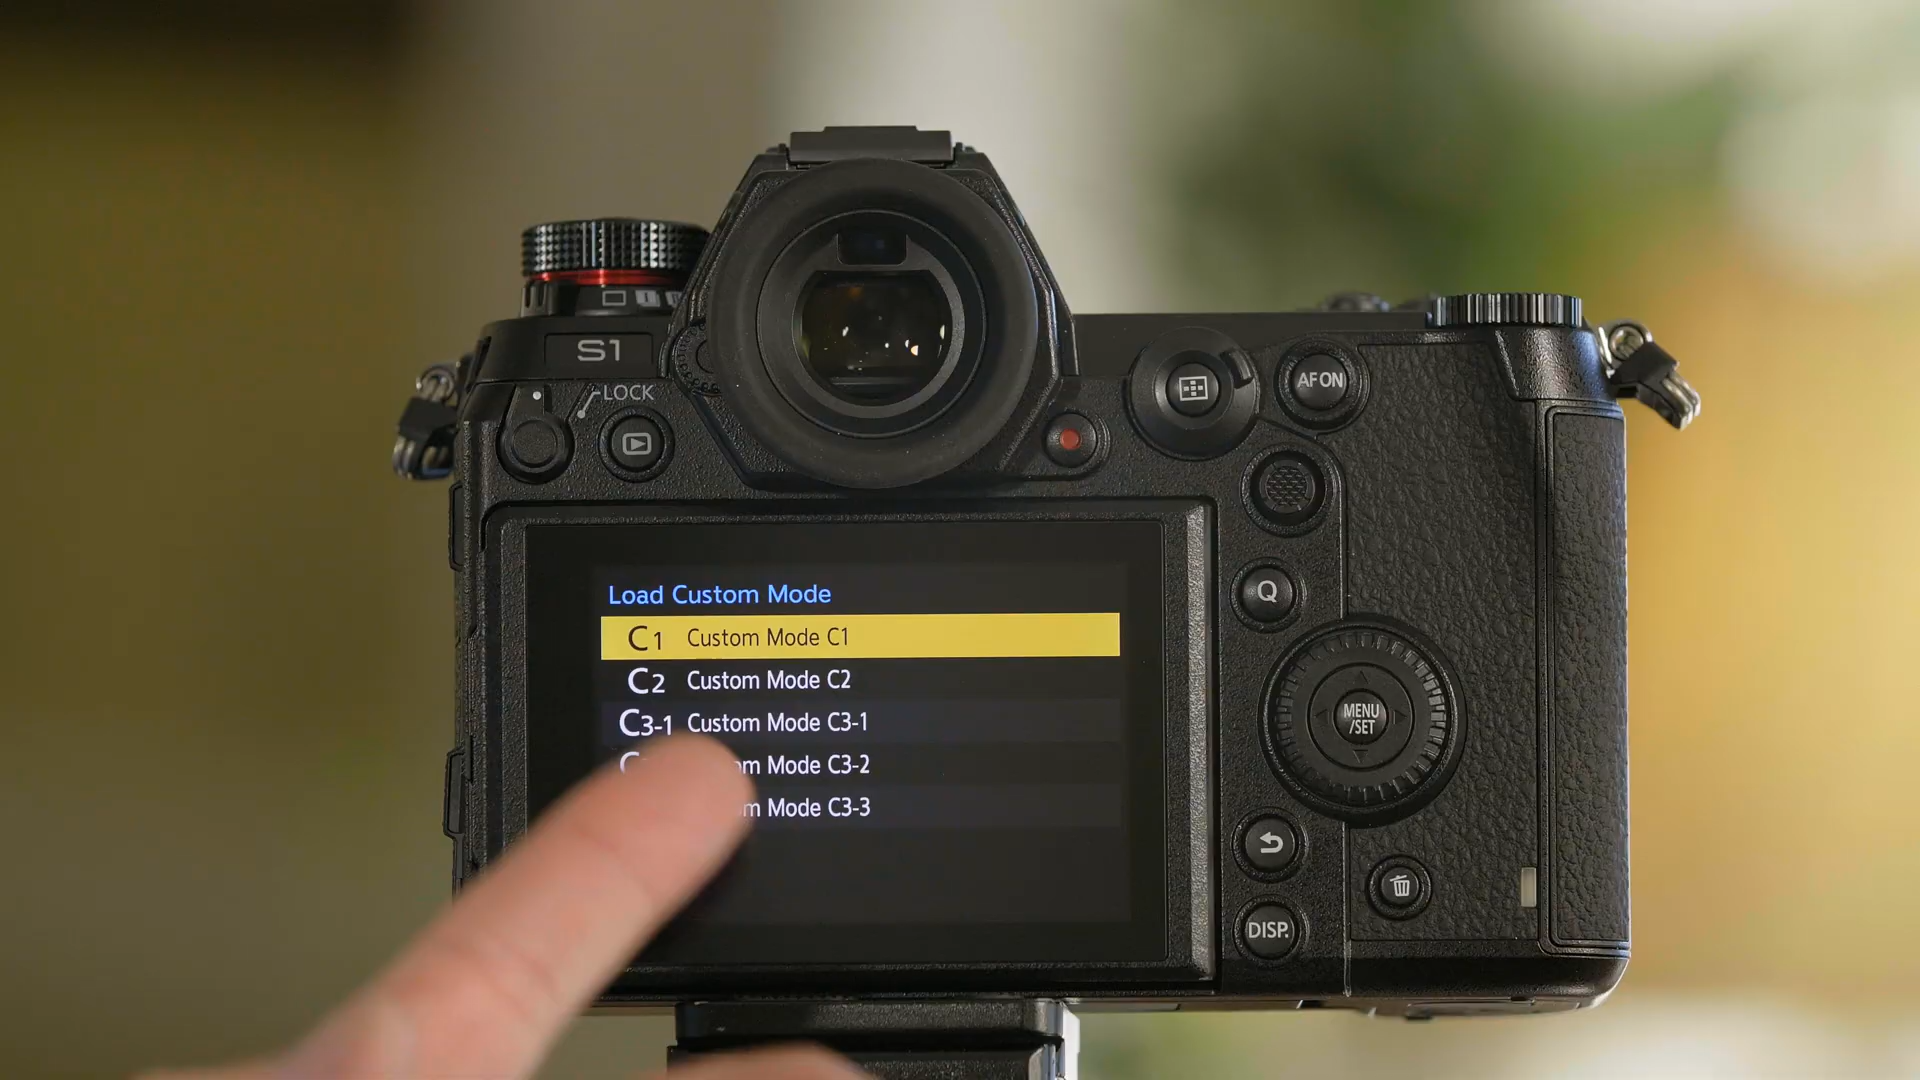 S1
LOCK
AF ON
Q
Load Custom Mode
C1 Custom Mode C1
C2 Custom Mode C2
C3-1 Custom Mode C3-1
Mode C3-2
Mode C3-3
MENU
/SET
DISP.